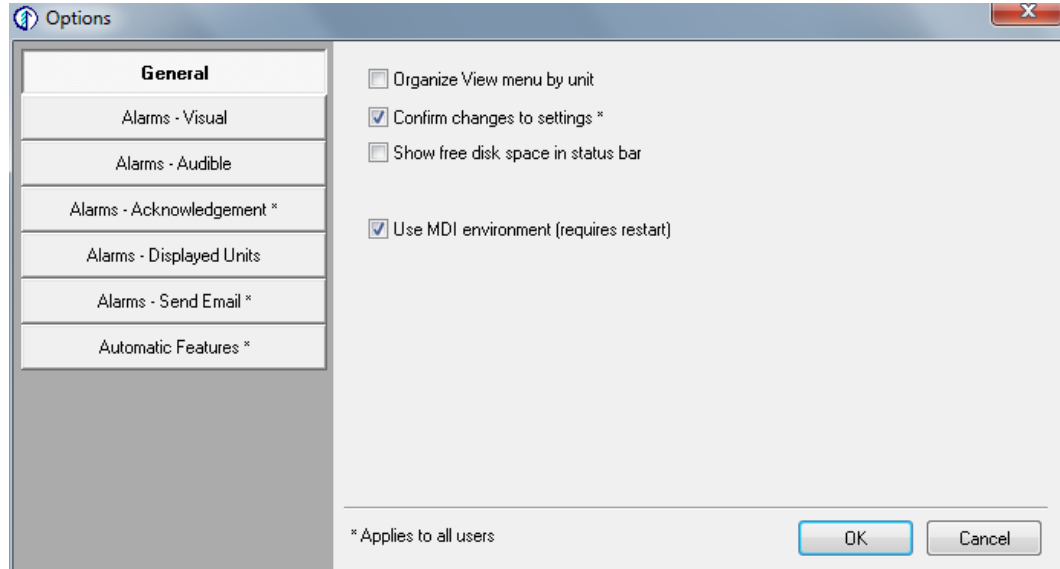 Options
General
Alarms - Visual
Alarms - Audible
Alarms - Acknowledgement *
Alarms - Displayed Units
Alarms - Send Email *
Automatic Features *
Organize View menu by unit
Confirm changes to settings *
Show free disk space in status bar
Use MDI environment (requires restart)
* Applies to all users
OK
Cancel